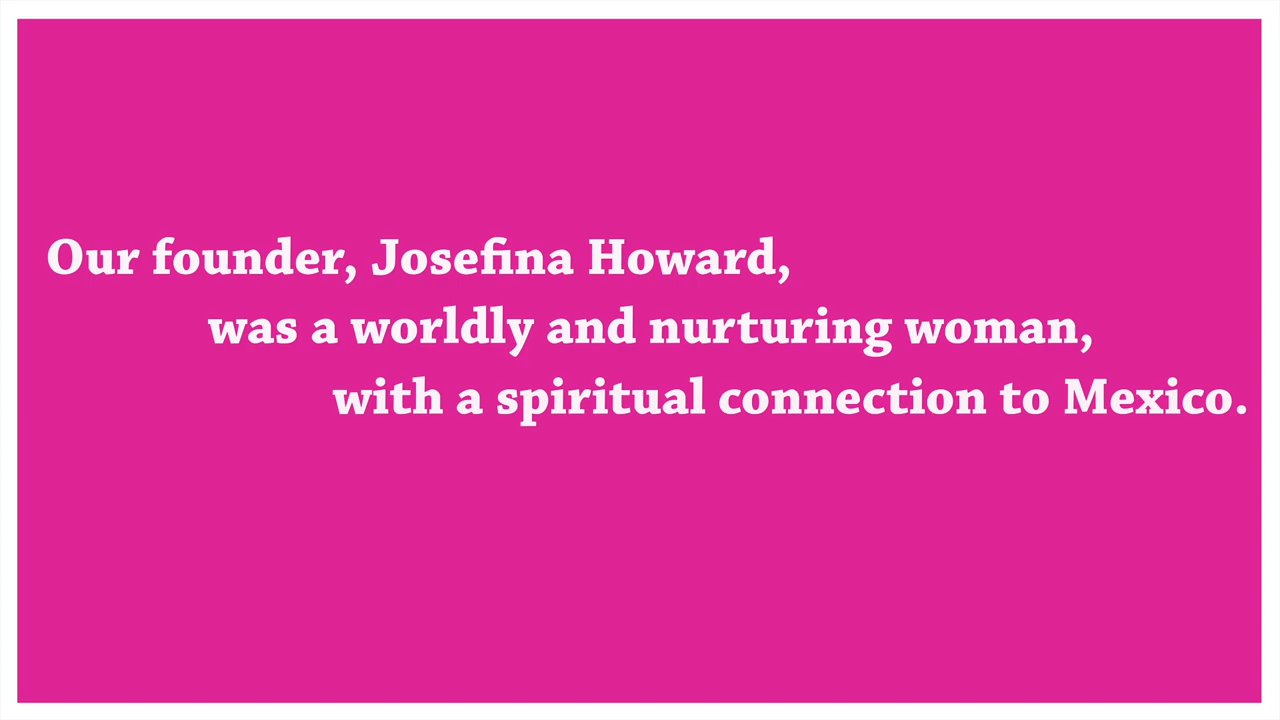 Our founder, Josefina Howard,
was a worldly and nurturing woman,
with a spiritual connection to Mexico.